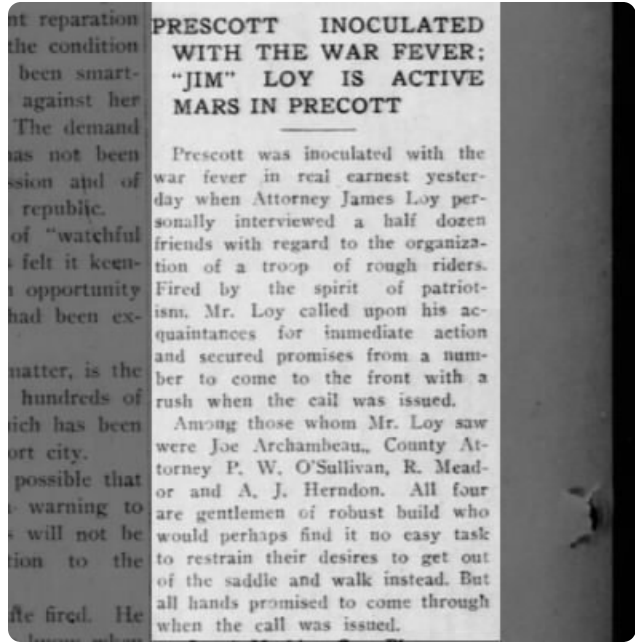 nt reparation
the condition
been smart-
against her
The demand
has not been
ssion and of
republic.
of "watchful
felt it keen-
opportunity
had been ex-
matter, is the
hundreds of
hich has been
ort city.
possible that
warning to
will not be
tion to the
fired. He
PRESCOTT INOCULATED
WITH THE WAR FEVER;
"JIM" LOY IS ACTIVE
MARS IN PRECOTT
Prescott was inoculated with the
war fever in real earnest yester-
day when Attorney James Loy per-
sonally interviewed a half dozen
friends with regard to the organiza-
tion of a troop of rough riders.
Fired by the spirit of patriot-
ism, Mr. Loy called upon his ac-
quaintances for immediate action
and secured promises from a num-
ber to come to the front with a
rush when the call was issued.
Among those whom Mr. Loy saw
were Joe Archambeau., County At-
torney P. W. O'Sullivan, R. Mead-
or and A. J. Herndon. All four
are gentlemen of robust build who
would perhaps find it no easy task
to restrain their desires to get out
of the saddle and walk instead. But
all hands promised to come through
when the call was issued.